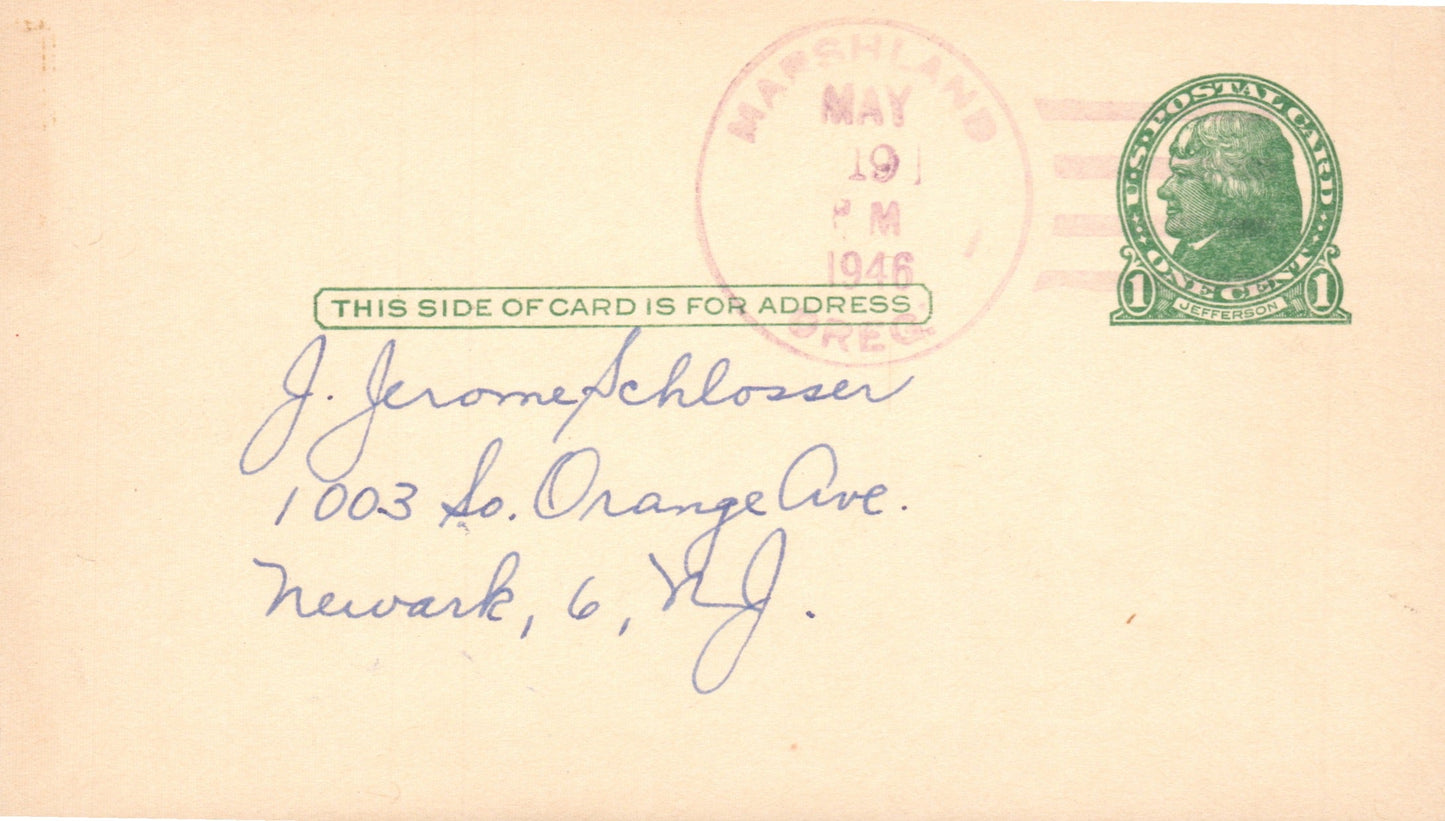 MARSHLAND
MAY
19
M
1946
OREG.
U.S. POSTAL CARD
ONE CENT
1 1
JEFFERSON
THIS SIDE OF CARD IS FOR ADDRESS
J. Jerome Schlosser
1003 So. Orange Ave.
Newark, 6, N.J.